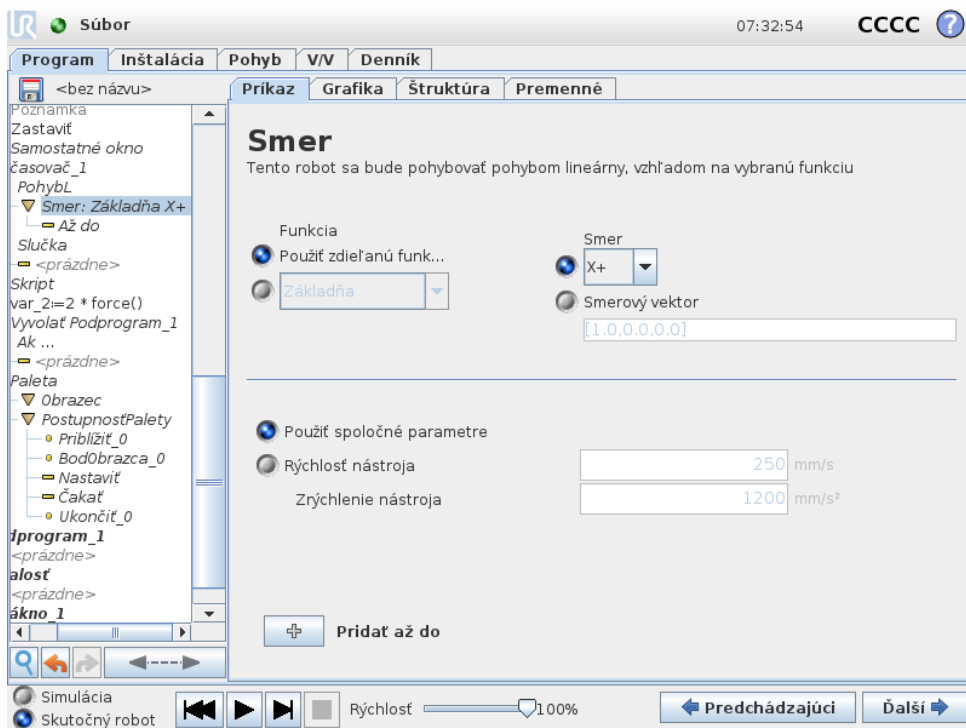 UR Súbor 07:32:54 CCCC ?
Program Inštalácia Pohyb V/V Denník
<bez názvu> Príkaz Grafika Štruktúra Premenné
Poznámka
Zastaviť
Samostatné okno
časovač_1
PohybL
Smer: Základňa X+
Až do
Slučka
<prázdne>
Skript
var_2:=2 * force()
Vyvolať Podprogram_1
Ak ...
<prázdne>
Paleta
Obrazec
PostupnosťPalety
Priblížiť_0
BodObrazca_0
Nastaviť
Čakať
Ukončiť_0
dprogram_1
<prázdne>
alosť
<prázdne>
ákno_1
Smer
Tento robot sa bude pohybovať pohybom lineárny, vzhľadom na vybranú funkciu
Funkcia
Použiť zdieľanú funk...
Základňa
Smer
X+
Smerový vektor
[1.0,0.0,0.0]
Použiť spoločné parametre
Rýchlosť nástroja 250 mm/s
Zrýchlenie nástroja 1200 mm/s²
Pridať až do
Simulácia
Skutočný robot
Rýchlosť 100%
Predchádzajúci
Ďalší